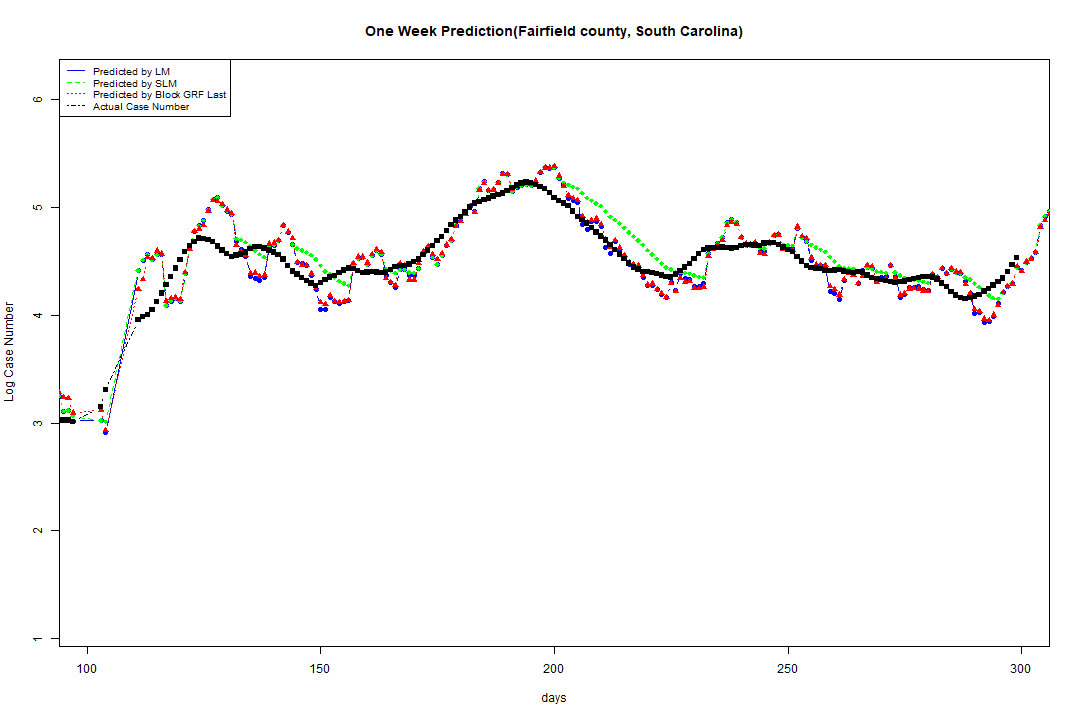 One Week Prediction(Fairfield county, South Carolina)
Predicted by LM
Predicted by SLM
Predicted by Block GRF Last
Actual Case Number
6
5
4
3
2
1
Log Case Number
100 150 200 250 300
days